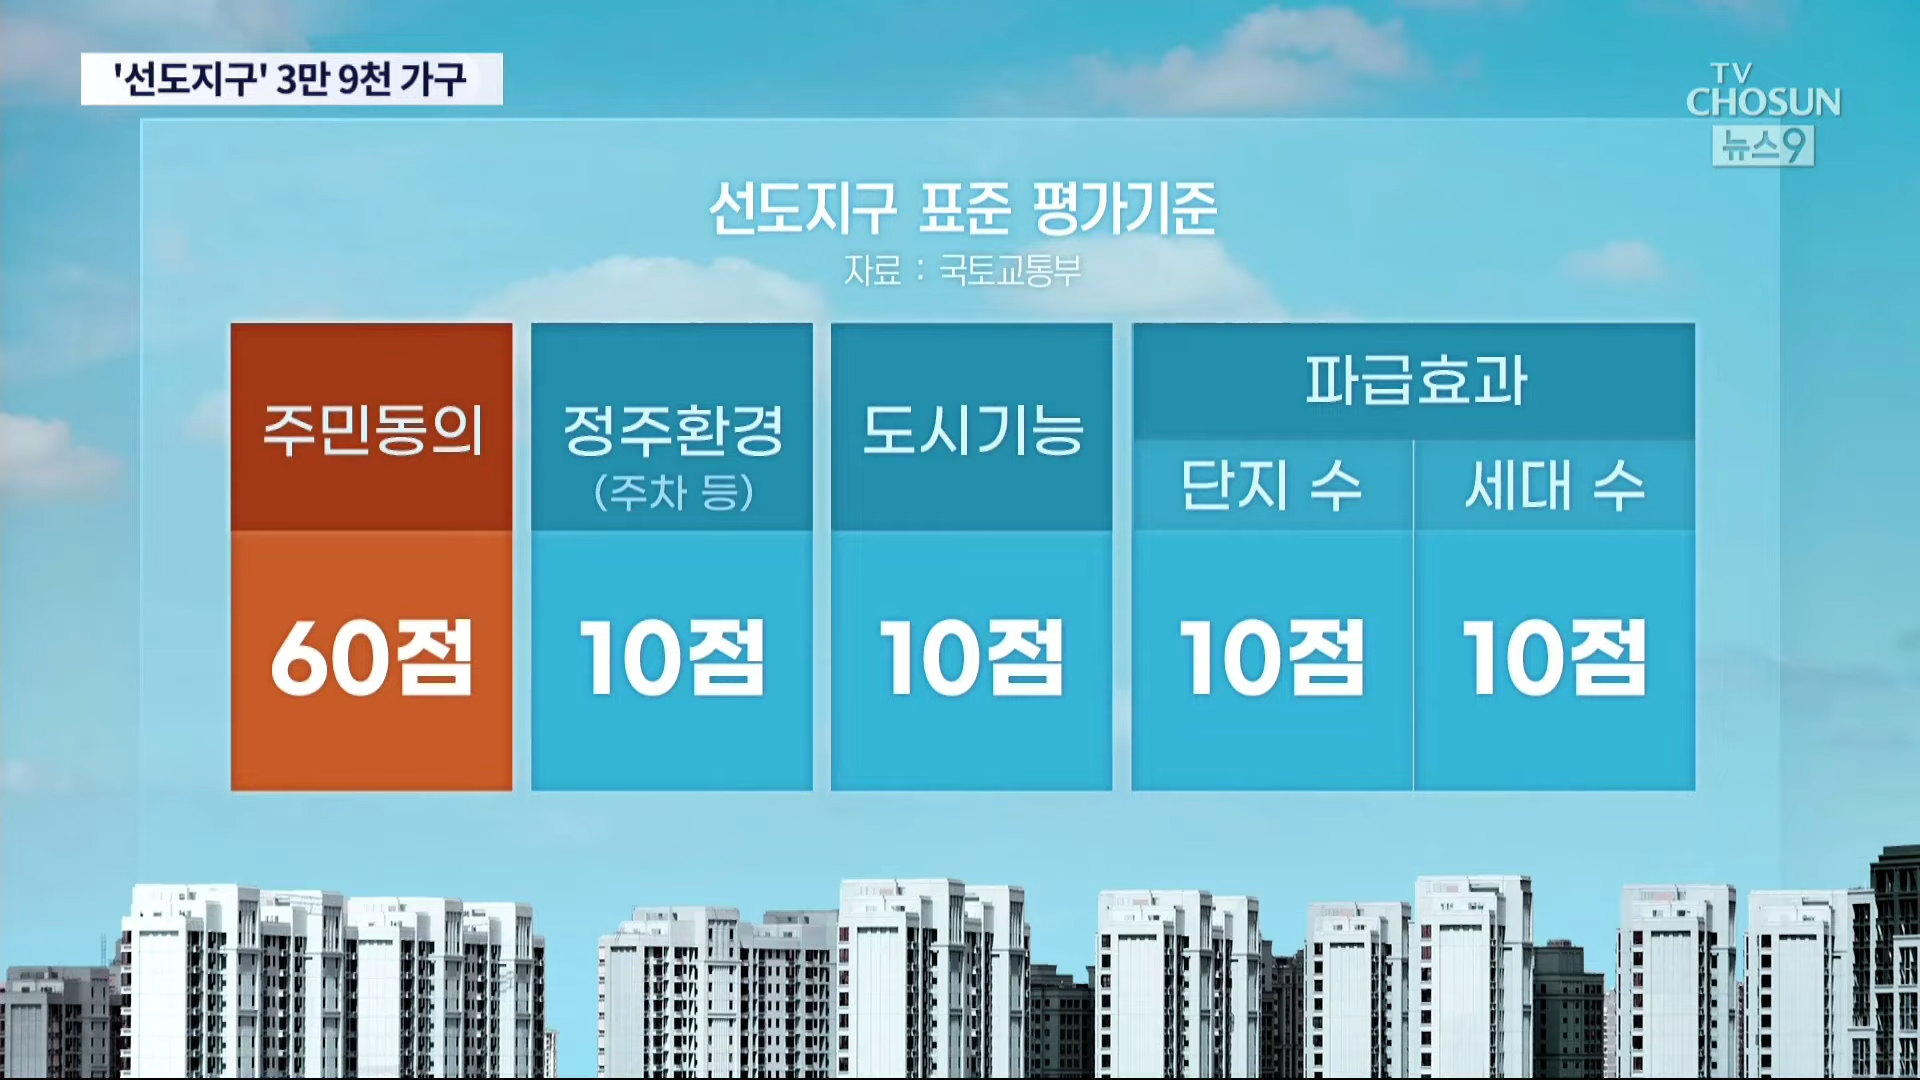 '선도지구' 3만 9천 가구
TV
CHOSUN
뉴스9
선도지구 표준 평가기준
자료 : 국토교통부
주민동의
정주환경
(주차 등)
도시기능
파급효과
단지 수
세대 수
60점
10점
10점
10점
10점